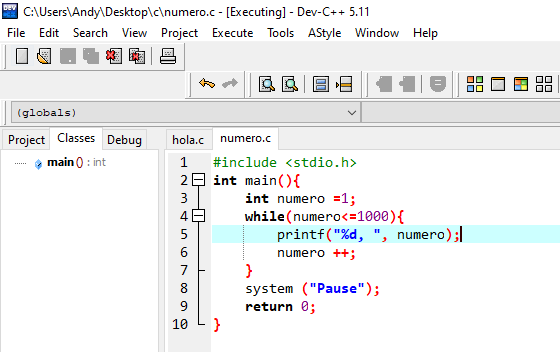 C:\Users\Andy\Desktop\c\numero.c - [Executing] - Dev-C++ 5.11
File Edit Search View Project Execute Tools AStyle Window Help
(globals)
Project Classes Debug
main () : int
hola.c numero.c
1 #include <stdio.h>
2 int main(){
3 int numero =1;
4 while(numero<=1000){
5 printf("%d, ", numero);
6 numero ++;
7 }
8 system ("Pause");
9 return 0;
10 }